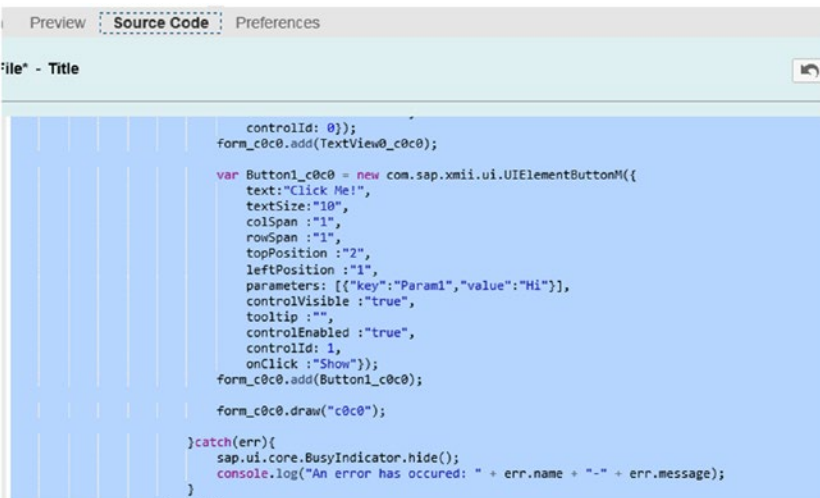 Preview Source Code Preferences
File* - Title
controlId: 0});
form_c0c0.add(TextView0_c0c0);
var Button1_c0c0 = new com.sap.xmii.ui.UIElementButtonM({
text:"Click Me!",
textSize:"10",
colSpan :"1",
rowSpan :"1",
topPosition :"2",
leftPosition :"1",
parameters: [{"key":"Param1","value":"Hi"}],
controlVisible :"true",
tooltip :"",
controlEnabled :"true",
controlId: 1,
onClick :"Show"});
form_c0c0.add(Button1_c0c0);
form_c0c0.draw("c0c0");
}catch(err){
sap.ui.core.BusyIndicator.hide();
console.log("An error has occured: " + err.name + "-" + err.message);
}